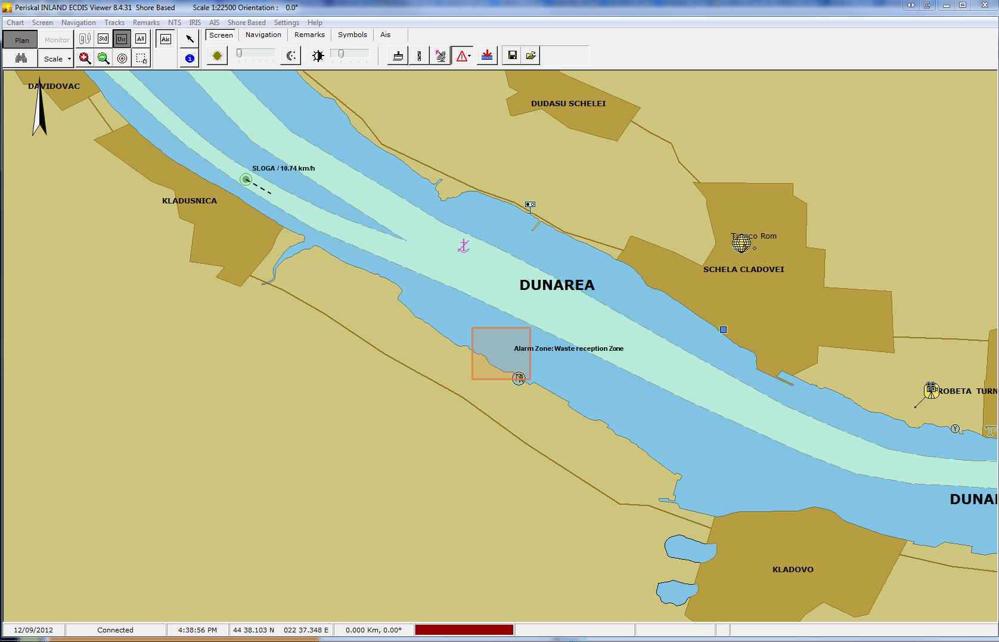 Periskal INLAND ECDIS Viewer 8.4.31 Shore Based Scale 1:22500 Orientation : 0.0°
Chart Screen Navigation Tracks Remarks NTS IRIS AIS Shore Based Settings Help
Plan Monitor Std Usr All Ais
Screen Navigation Remarks Symbols Ais
Scale
DAVIDOVAC
DUDASU SCHELEI
SLOGA / 10.74 km/h
KLADUSNICA
Rom
SCHELA CLADOVEI
DUNAREA
Alarm Zone: Waste reception Zone
ROBETA TURN
Y
DUNAR
KLADOVO
12/09/2012 Connected 4:38:56 PM 44 38.103 N 022 37.348 E 0.000 Km, 0.00°